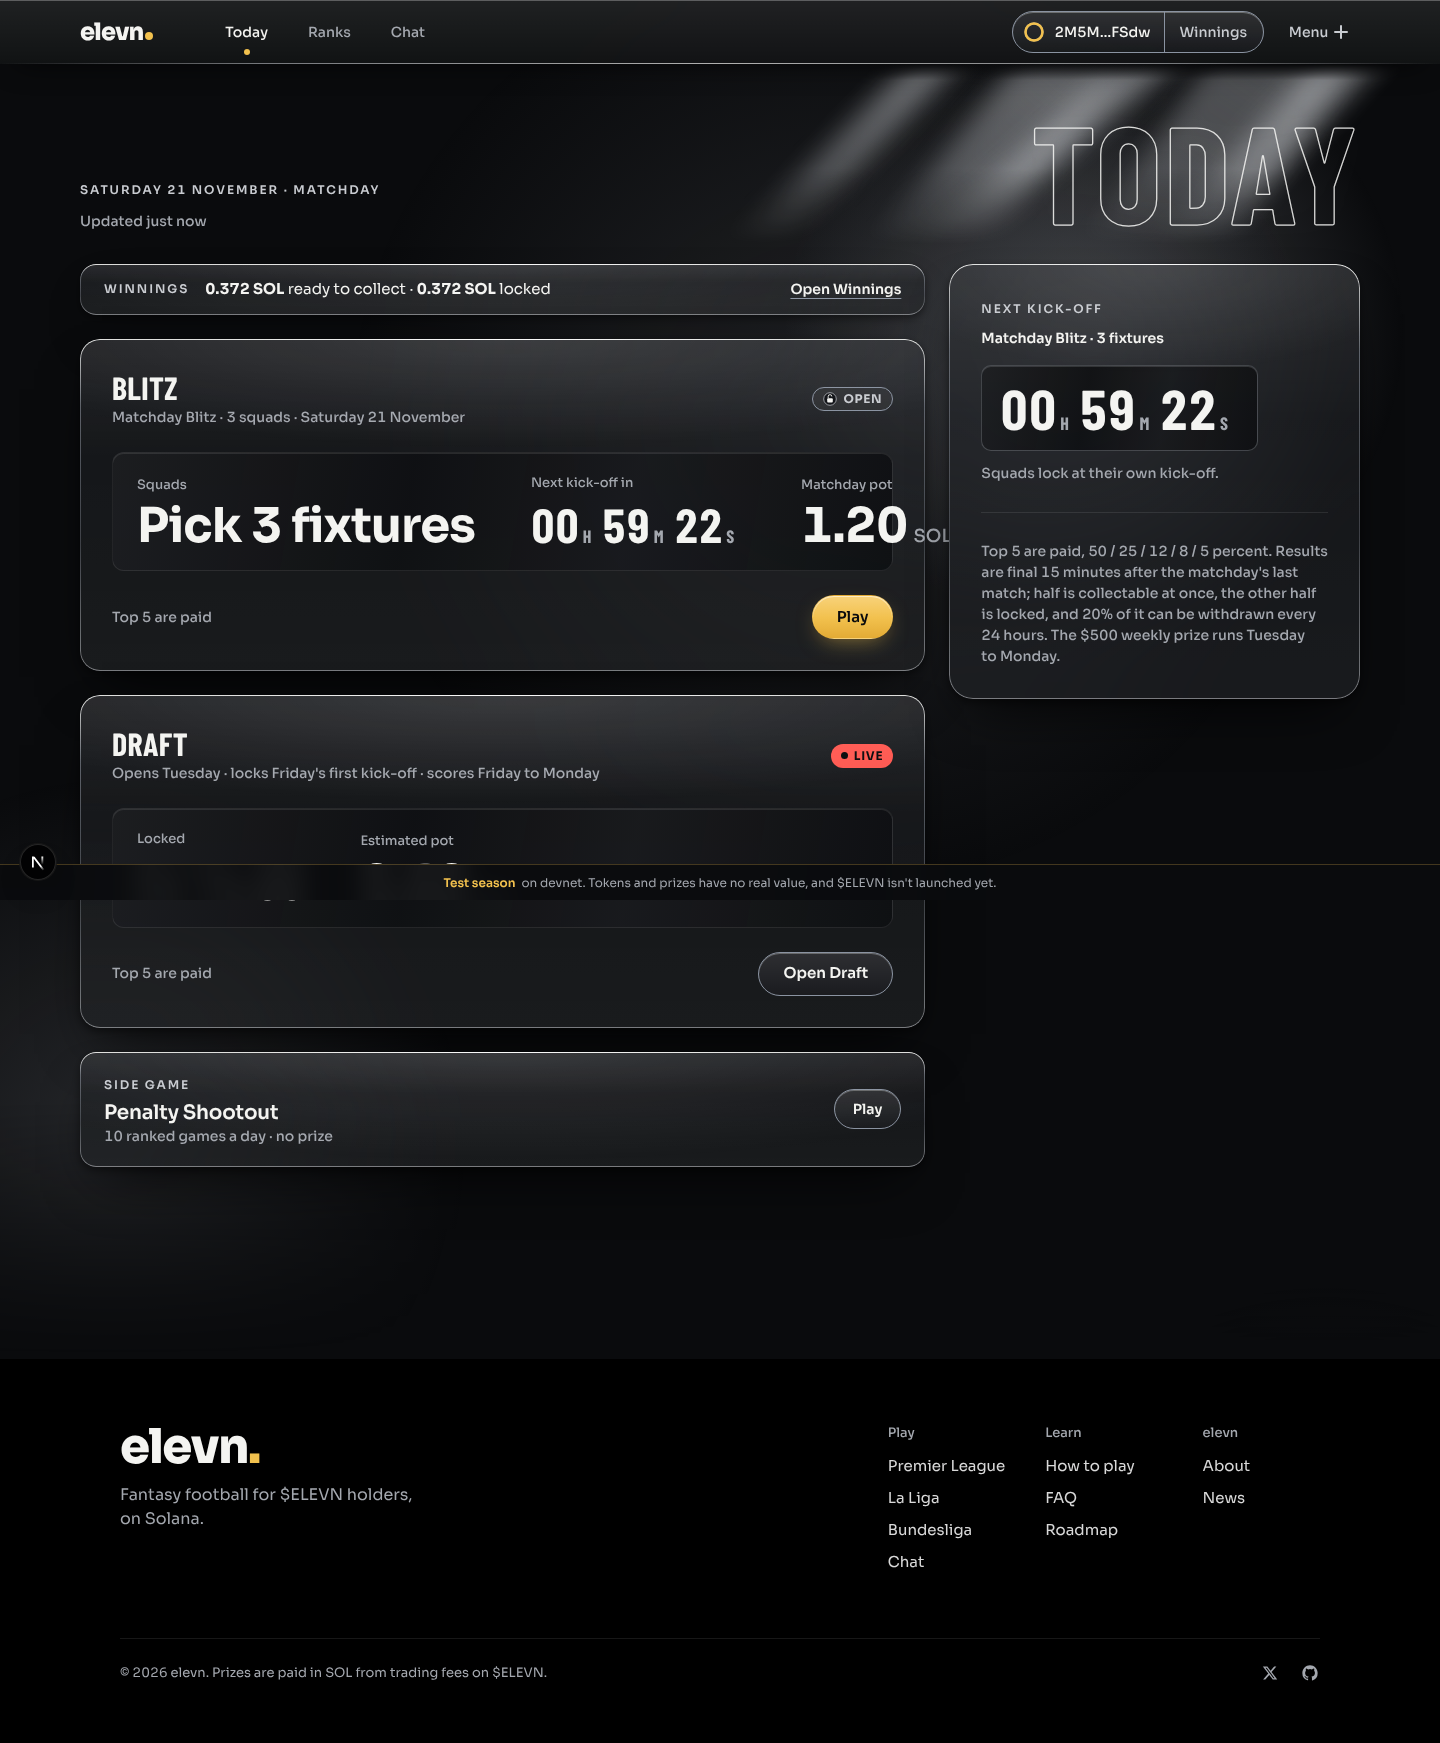 elevn.
Today
Ranks
Chat
2M5M...FSdw
Winnings
Menu
TODAY
SATURDAY 21 NOVEMBER · MATCHDAY
Updated just now
WINNINGS 0.372 SOL ready to collect · 0.372 SOL locked
Open Winnings
BLITZ
Matchday Blitz · 3 squads · Saturday 21 November
OPEN
Squads
Pick 3 fixtures
Next kick-off in
00 H 59 M 22 S
Matchday pot
1.20 SOL
Top 5 are paid
Play
NEXT KICK-OFF
Matchday Blitz · 3 fixtures
00 H 59 M 22 S
Squads lock at their own kick-off.
Top 5 are paid, 50 / 25 / 12 / 8 / 5 percent. Results
are final 15 minutes after the matchday's last
match; half is collectable at once, the other half
is locked, and 20% of it can be withdrawn every
24 hours. The $500 weekly prize runs Tuesday
to Monday.
DRAFT
Opens Tuesday · locks Friday's first kick-off · scores Friday to Monday
LIVE
Locked
Estimated pot
N
Test season on devnet. Tokens and prizes have no real value, and $ELEVN isn't launched yet.
Top 5 are paid
Open Draft
SIDE GAME
Penalty Shootout
10 ranked games a day · no prize
Play
elevn.
Fantasy football for $ELEVN holders,
on Solana.
Play
Premier League
La Liga
Bundesliga
Chat
Learn
How to play
FAQ
Roadmap
elevn
About
News
© 2026 elevn. Prizes are paid in SOL from trading fees on $ELEVN.